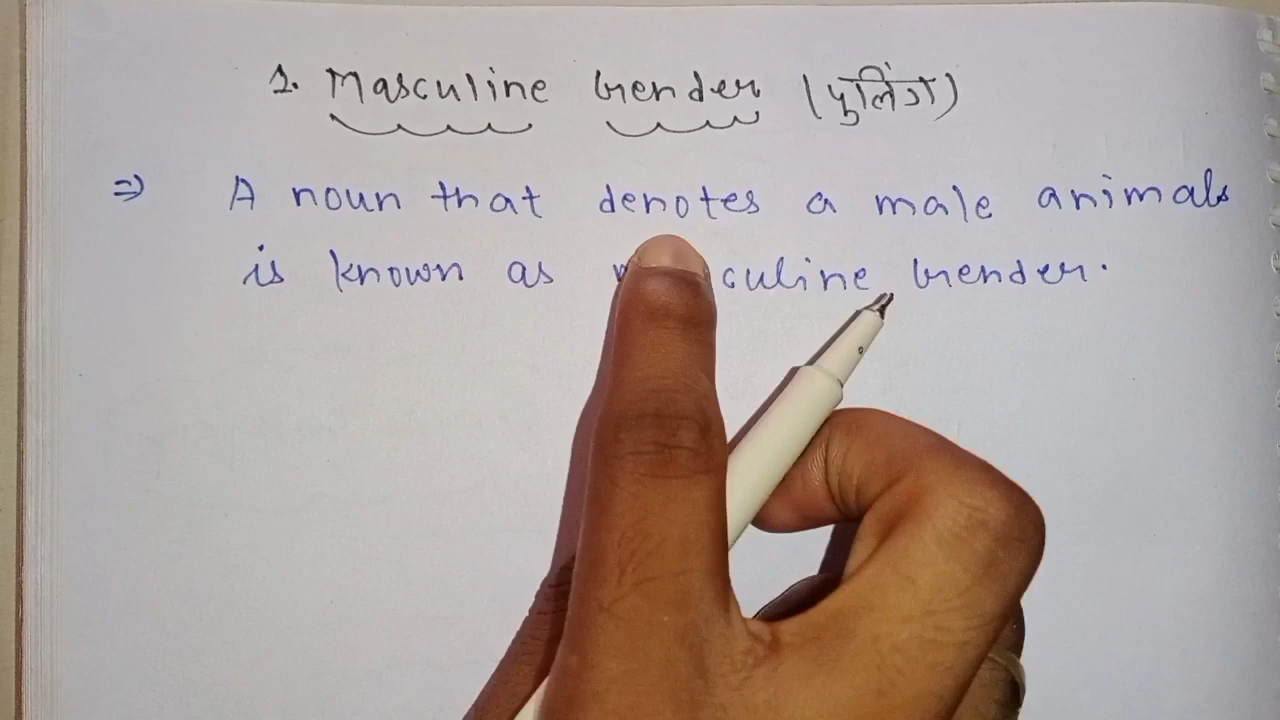 1. Masculine Gender (पुलिंग)
⇒ A noun that denotes a male animals
is known as culine Gender.